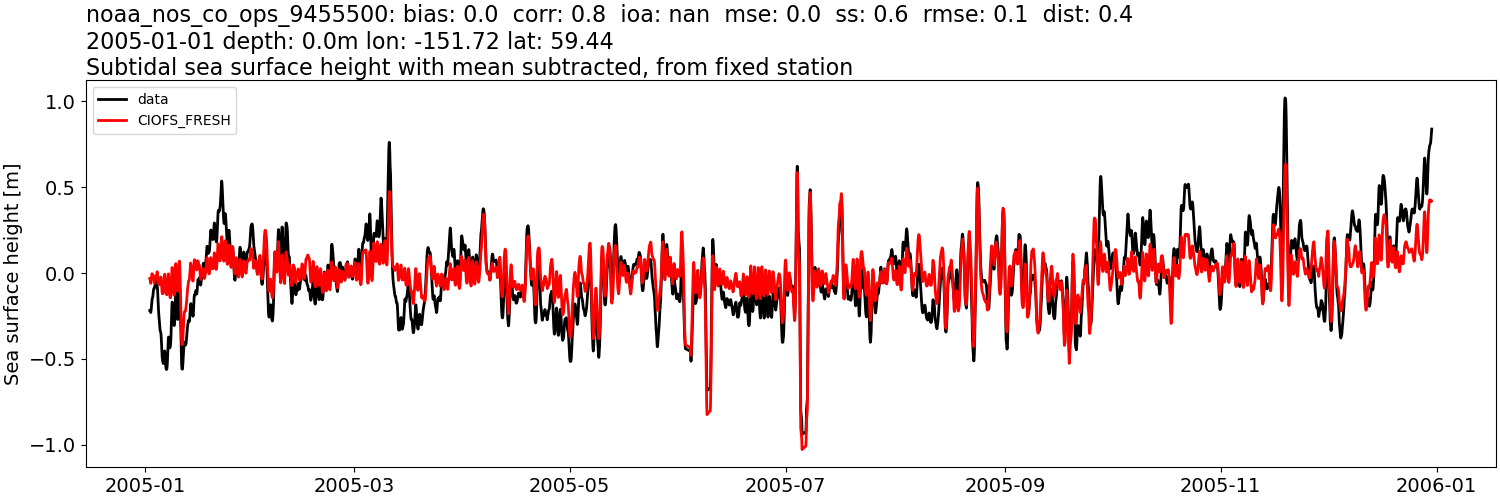 noaa_nos_co_ops_9455500: bias: 0.0  corr: 0.8  ioa: nan  mse: 0.0  ss: 0.6  rmse: 0.1  dist: 0.4
2005-01-01 depth: 0.0m lon: -151.72 lat: 59.44
Subtidal sea surface height with mean subtracted, from fixed station
data
CIOFS_FRESH
Sea surface height [m]
1.0
0.5
0.0
−0.5
−1.0
2005-01 2005-03 2005-05 2005-07 2005-09 2005-11 2006-01